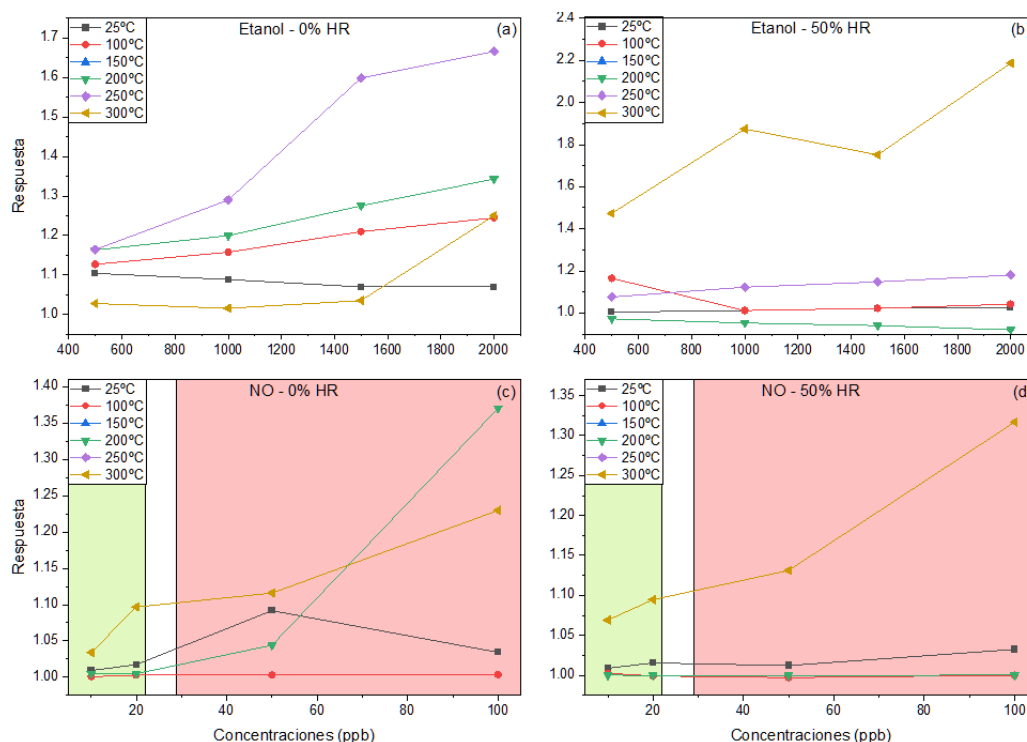 Etanol - 0% HR (a)
25ºC
100ºC
150ºC
200ºC
250ºC
300ºC
1.7
1.6
1.5
1.4
1.3
1.2
1.1
1.0
Respuesta
400 600 800 1000 1200 1400 1600 1800 2000
Etanol - 50% HR (b)
25ºC
100ºC
150ºC
200ºC
250ºC
300ºC
2.4
2.2
2.0
1.8
1.6
1.4
1.2
1.0
400 600 800 1000 1200 1400 1600 1800 2000
NO - 0% HR (c)
25ºC
100ºC
150ºC
200ºC
250ºC
300ºC
1.40
1.35
1.30
1.25
1.20
1.15
1.10
1.05
1.00
Respuesta
20 40 60 80 100
Concentraciones (ppb)
NO - 50% HR (d
25ºC
100ºC
150ºC
200ºC
250ºC
300ºC
1.35
1.30
1.25
1.20
1.15
1.10
1.05
1.00
20 40 60 80 100
Concentraciones (ppb)